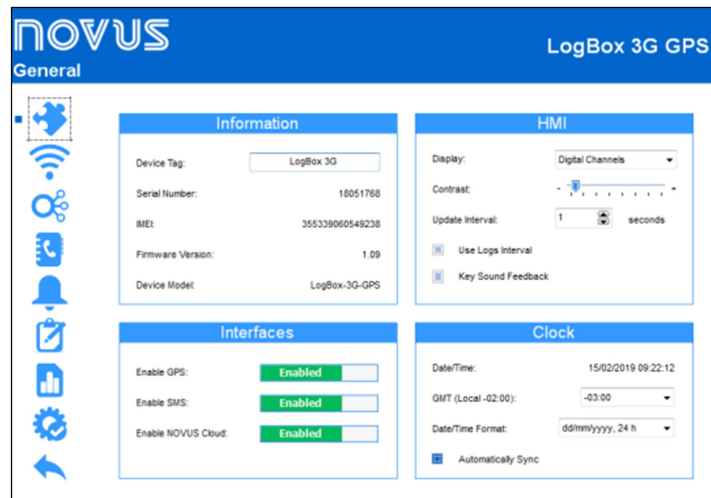 NOVUS
LogBox 3G GPS
General
Information
Device Tag: LogBox 3G
Serial Number: 18051768
IMEI: 355339060549238
Firmware Version: 1.09
Device Model: LogBox-3G-GPS
HMI
Display: Digital Channels
Contrast: - +
Update Interval: 1 seconds
Use Logs Interval
Key Sound Feedback
Interfaces
Enable GPS: Enabled
Enable SMS: Enabled
Enable NOVUS Cloud: Enabled
Clock
Date/Time: 15/02/2019 09:22:12
GMT (Local -02:00): -03:00
Date/Time Format: dd/mm/yyyy, 24 h
Automatically Sync